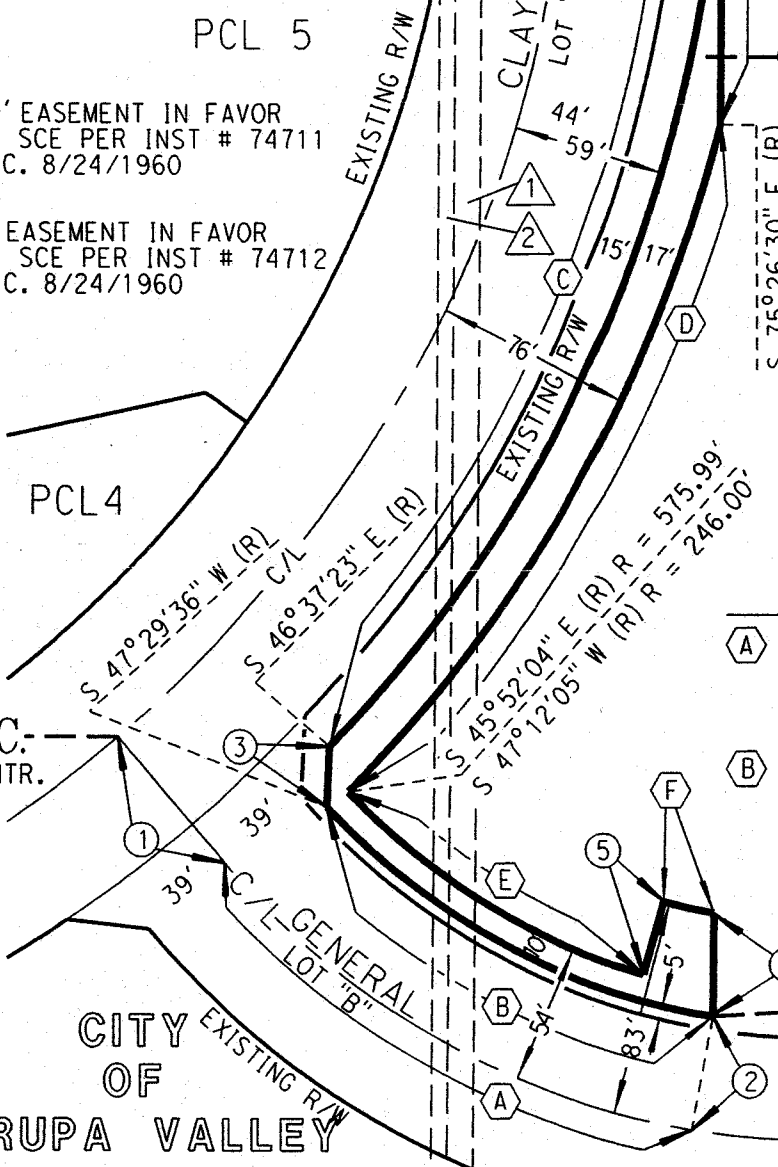 PCL 5
' EASEMENT IN FAVOR
SCE PER INST # 74711
C. 8/24/1960
EASEMENT IN FAVOR
SCE PER INST # 74712
C. 8/24/1960
EXISTING R/W
CLAY
LOT
44'
59'
1
2
C
15'
17'
D
76'
EXISTING R/W
S 75°26'30" E (R)
PCL4
S 47°29'36" W (R)
C/L
S 46°37'23" E (R)
S 45°52'04" E (R) R = 575.99'
S 47°12'05" W (R) R = 246.00'
A
B
C.
NTR.
3
1
39'
39'
F
5
E
C/L GENERAL
LOT "B"
10'
5'
54'
83'
B
A
2
CITY
OF
RUPA VALLEY
EXISTING R/W